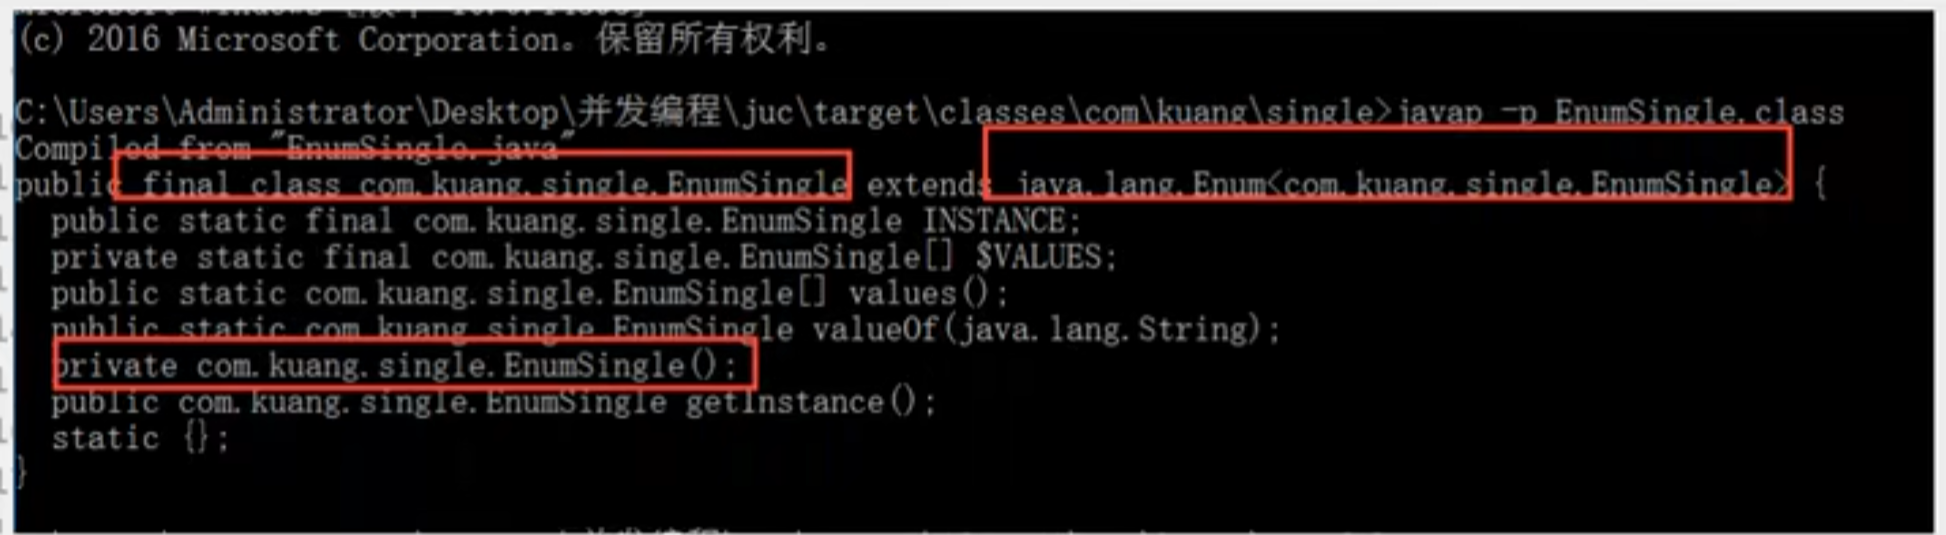 (c) 2016 Microsoft Corporation。保留所有权利。
C:\Users\Administrator\Desktop\并发编程\juc\target\classes\com\kuang\single>javap -p EnumSingle.class
Compiled from "EnumSingle.java"
public final class com.kuang.single.EnumSingle extends java.lang.Enum<com.kuang.single.EnumSingle> {
public static final com.kuang.single.EnumSingle INSTANCE;
private static final com.kuang.single.EnumSingle[] $VALUES;
public static com.kuang.single.EnumSingle[] values();
public static com.kuang.single.EnumSingle valueOf(java.lang.String);
private com.kuang.single.EnumSingle();
public com.kuang.single.EnumSingle getInstance();
static {};
}